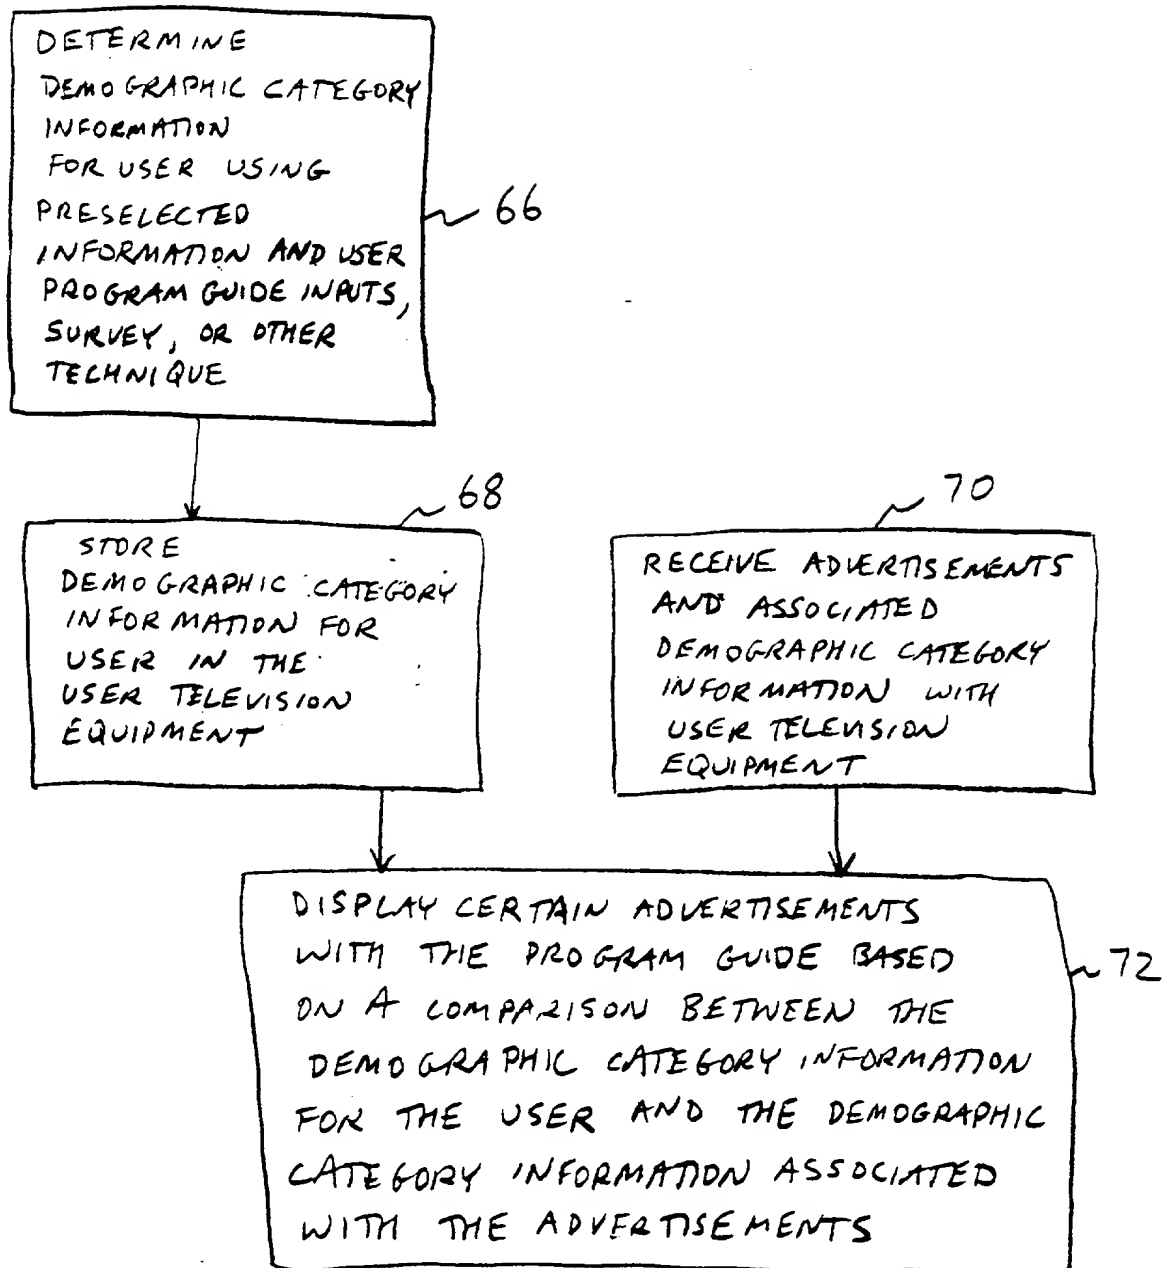 DETERMINE
DEMOGRAPHIC CATEGORY
INFORMATION
FOR USER USING
PRESELECTED
INFORMATION AND USER
PROGRAM GUIDE INPUTS,
SURVEY, OR OTHER
TECHNIQUE
66
68
STORE
DEMOGRAPHIC CATEGORY
INFORMATION FOR
USER IN THE
USER TELEVISION
EQUIPMENT
70
RECEIVE ADVERTISEMENTS
AND ASSOCIATED
DEMOGRAPHIC CATEGORY
INFORMATION WITH
USER TELEVISION
EQUIPMENT
DISPLAY CERTAIN ADVERTISEMENTS
WITH THE PROGRAM GUIDE BASED
ON A COMPARISON BETWEEN THE
DEMOGRAPHIC CATEGORY INFORMATION
FOR THE USER AND THE DEMOGRAPHIC
CATEGORY INFORMATION ASSOCIATED
WITH THE ADVERTISEMENTS
72